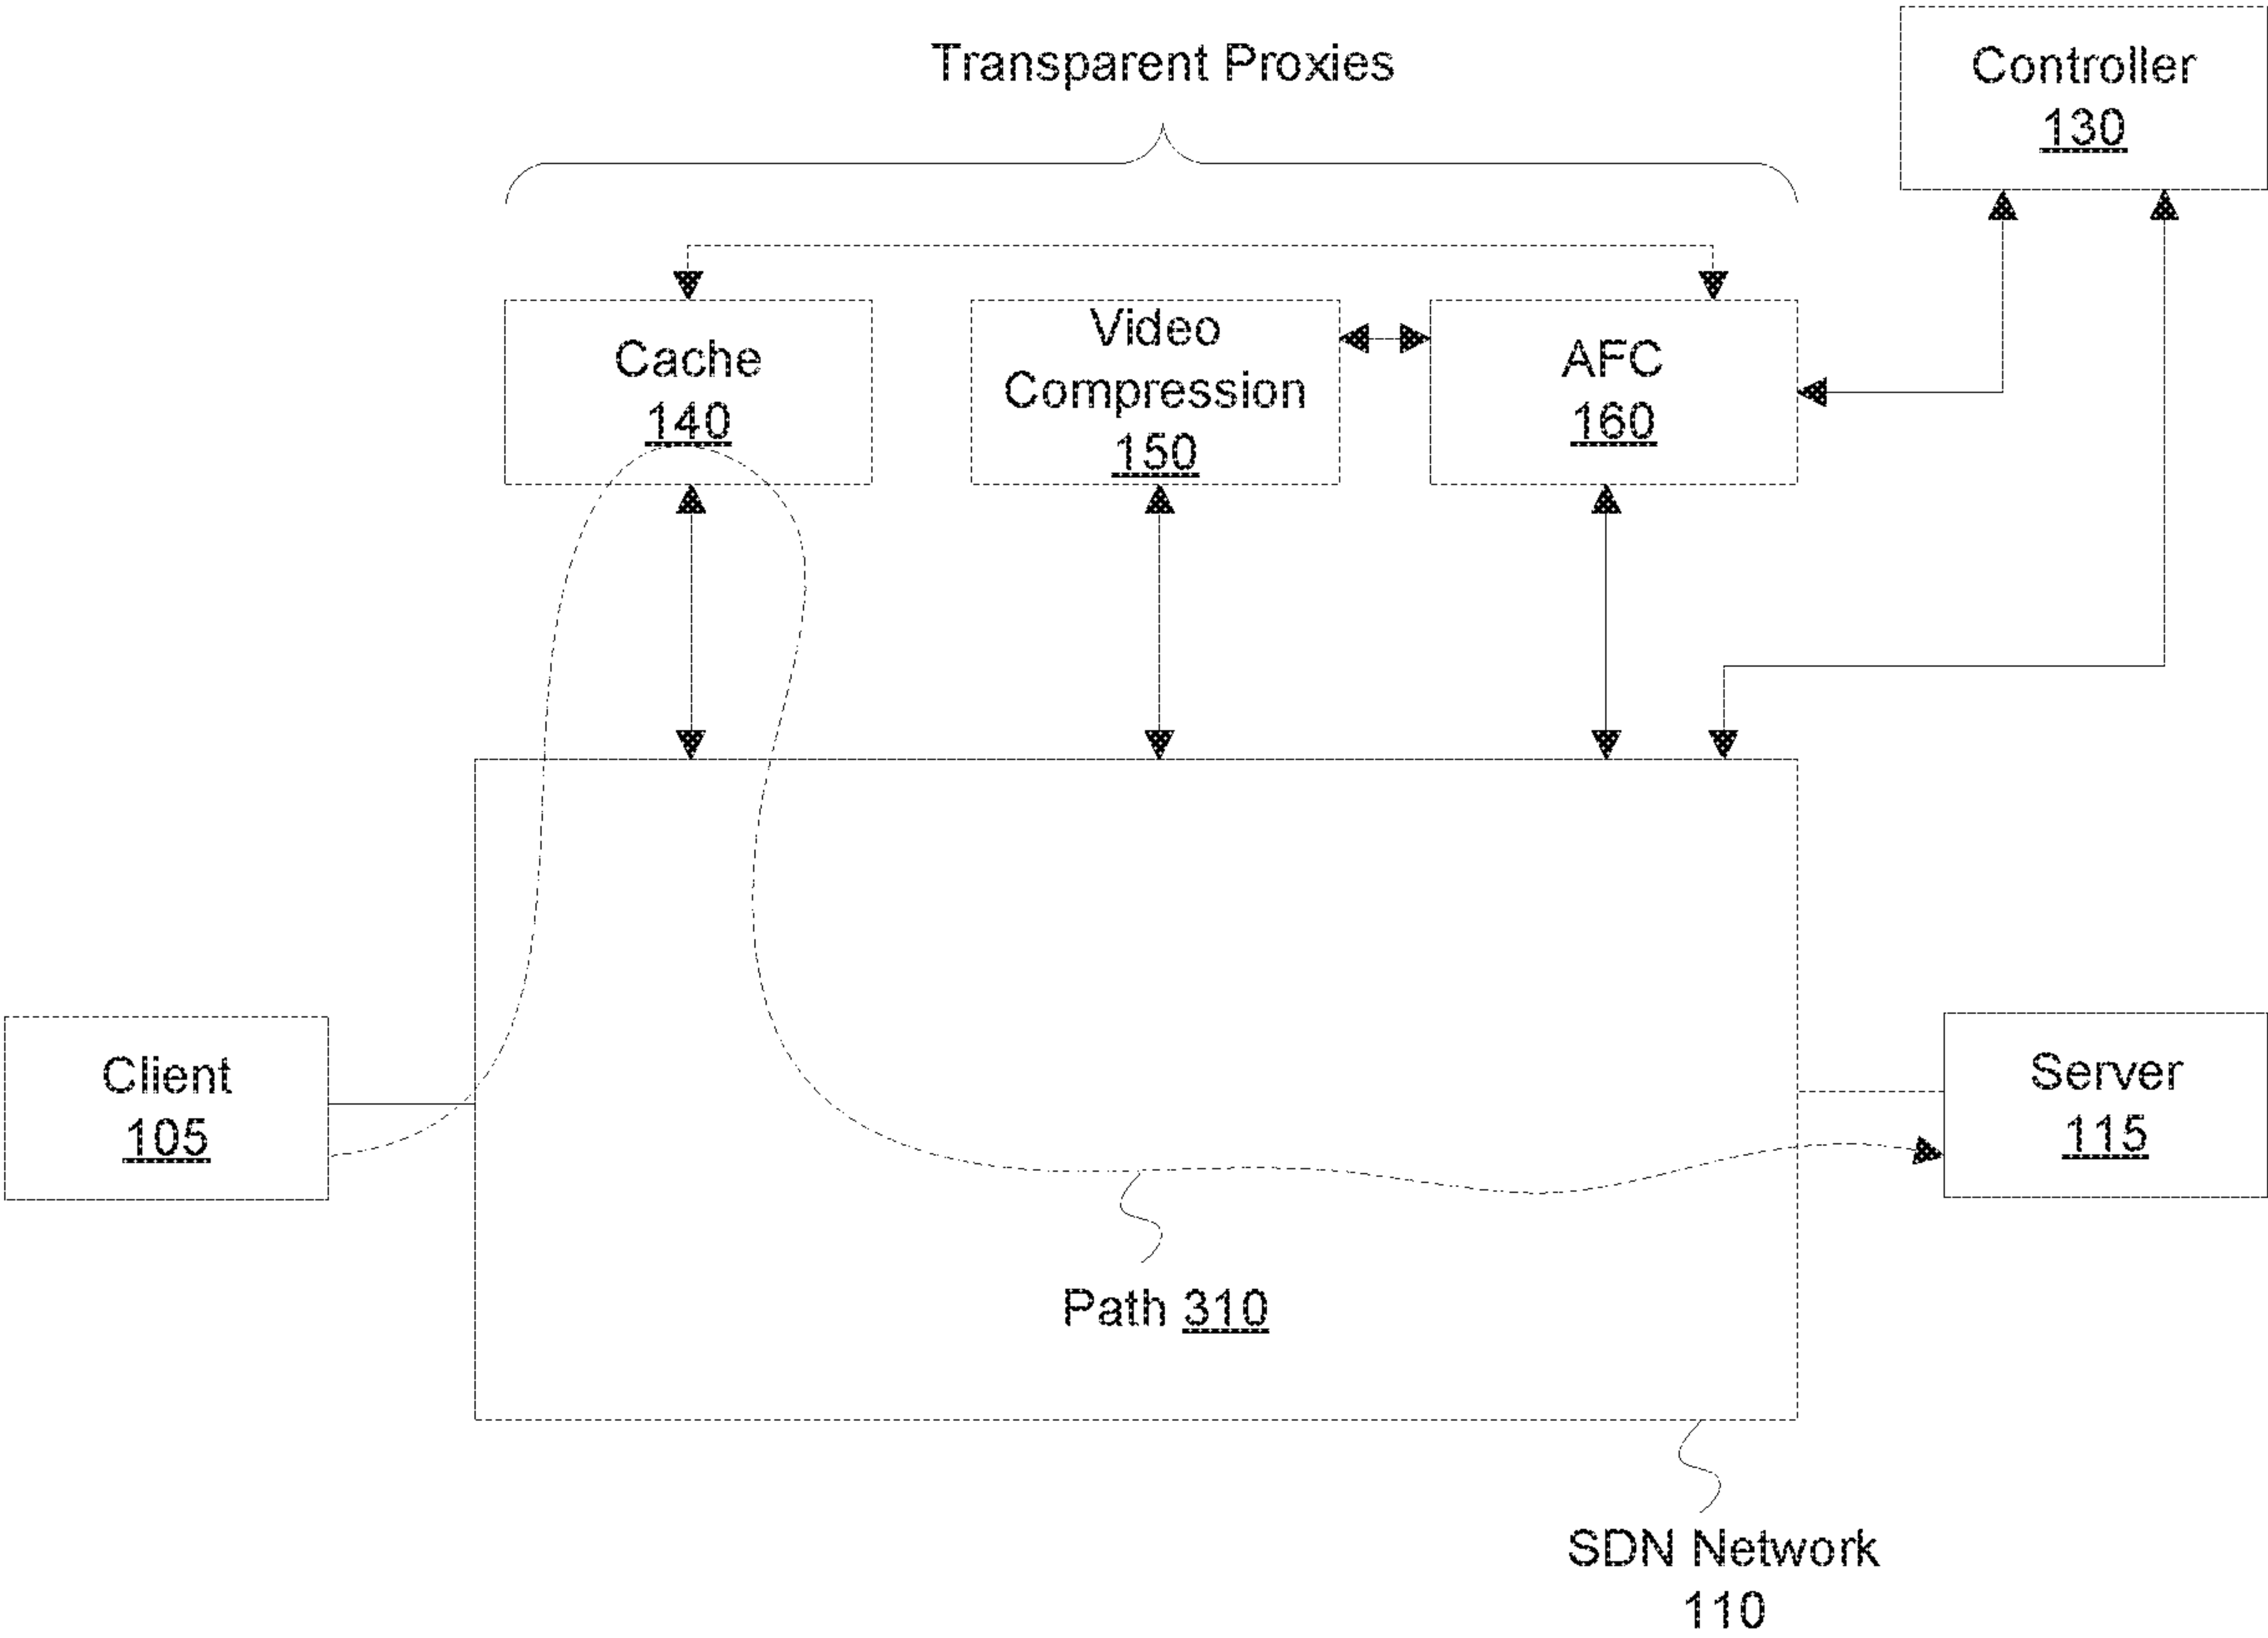 Transparent Proxies
Controller
130
Cache
140
Video
Compression
150
AFC
160
Client
105
Server
115
Path 310
SDN Network
110